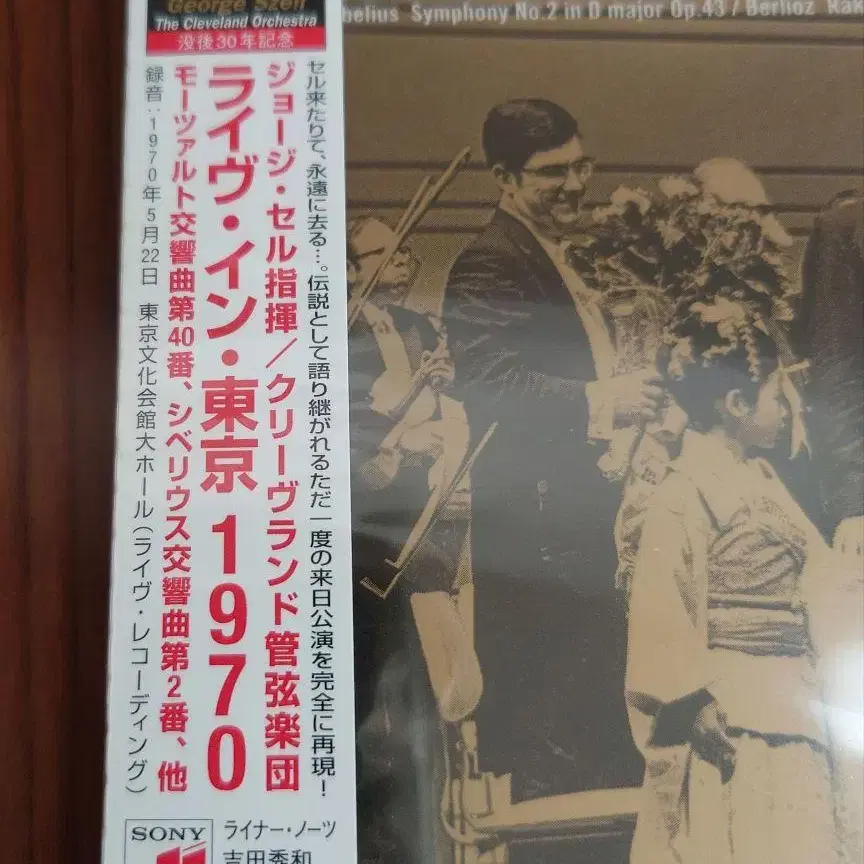 George Szell
The Cleveland Orchestra
没後30年記念
belius Symphony No.2 in D major Op.43 / Berlioz Rák
セル来たりて、永遠に去る…。伝説として語り継がれるただ一度の来日公演を完全に再現!
ジョージ・セル指揮/クリーヴランド管弦楽団
ライヴ・イン・東京 1970
モーツァルト交響曲第40番、シベリウス交響曲第2番、他
録音:1970年5月22日 東京文化会館大ホール(ライヴ・レコーディング)
SONY
ライナー・ノーツ
吉田秀和